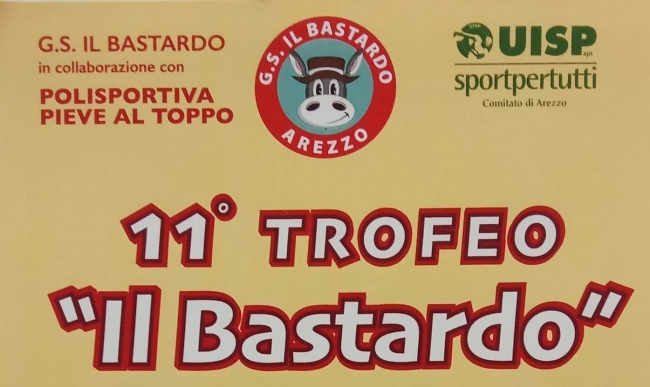 G.S. IL BASTARDO
in collaborazione con
POLISPORTIVA
PIEVE AL TOPPO
G.S. IL BASTARDO
AREZZO
UISP aps
sportpertutti
Comitato di Arezzo
11° TROFEO
"Il Bastardo"